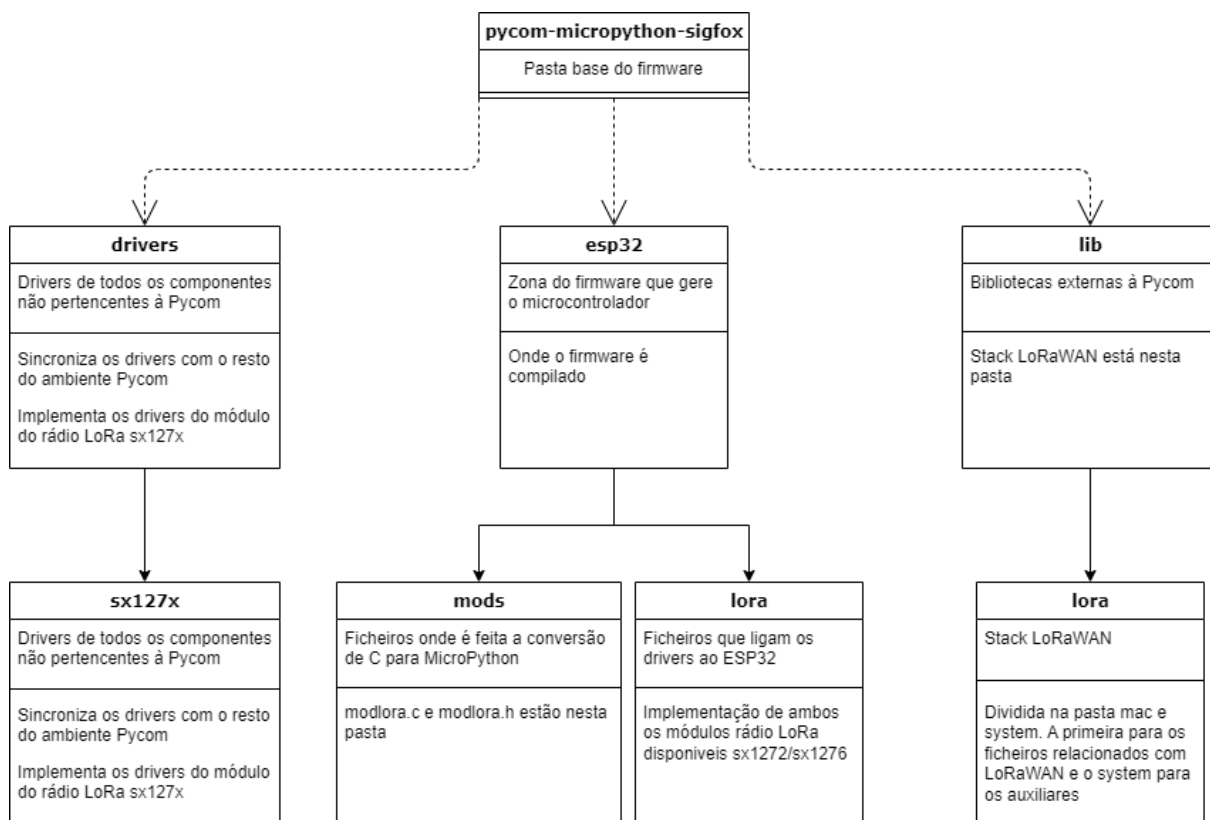 pycom-micropython-sigfox
Pasta base do firmware
drivers
Drivers de todos os componentes
não pertencentes à Pycom
Sincroniza os drivers com o resto
do ambiente Pycom
Implementa os drivers do módulo
do rádio LoRa sx127x
esp32
Zona do firmware que gere
o microcontrolador
Onde o firmware é
compilado
lib
Bibliotecas externas à Pycom
Stack LoRaWAN está nesta
pasta
sx127x
Drivers de todos os componentes
não pertencentes à Pycom
Sincroniza os drivers com o resto
do ambiente Pycom
Implementa os drivers do módulo
do rádio LoRa sx127x
mods
Ficheiros onde é feita a conversão
de C para MicroPython
modlora.c e modlora.h estão nesta
pasta
lora
Ficheiros que ligam os
drivers ao ESP32
Implementação de ambos
os módulos rádio LoRa
disponiveis sx1272/sx1276
lora
Stack LoRaWAN
Dividida na pasta mac e
system. A primeira para os
ficheiros relacionados com
LoRaWAN e o system para
os auxiliares